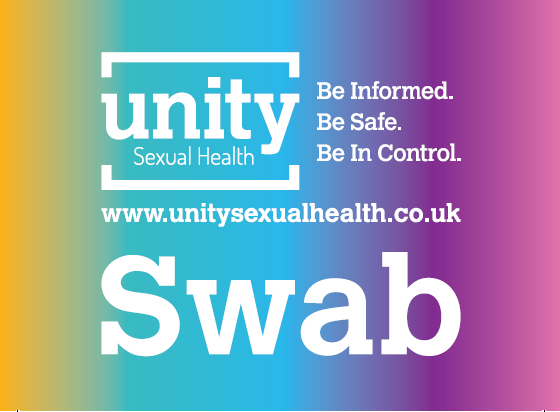 unity
Sexual Health
Be Informed.
Be Safe.
Be In Control.
www.unitysexualhealth.co.uk
Swab